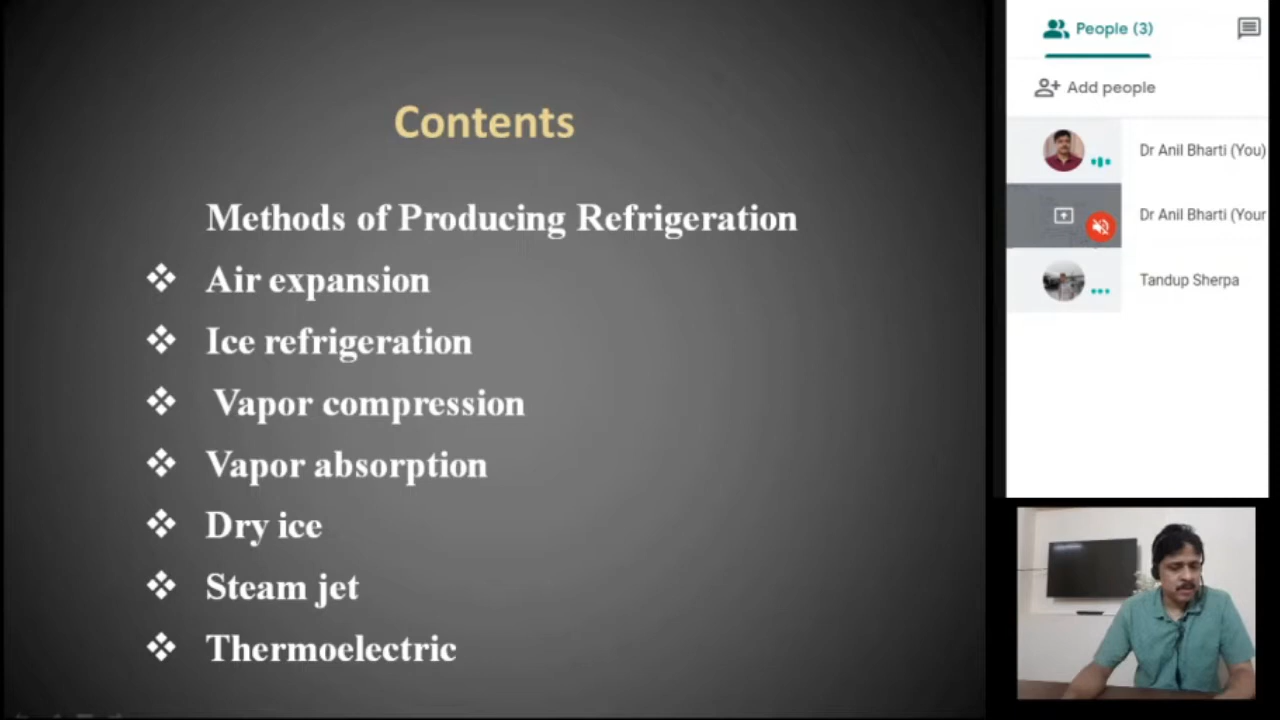 Contents
Methods of Producing Refrigeration
❖ Air expansion
❖ Ice refrigeration
❖ Vapor compression
❖ Vapor absorption
❖ Dry ice
❖ Steam jet
❖ Thermoelectric
People (3)
Add people
Dr Anil Bharti (You)
Dr Anil Bharti (Your
Tandup Sherpa